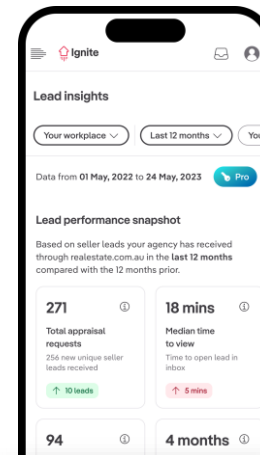 Ignite
Lead insights
Your workplace
Last 12 months
Data from 01 May, 2022 to 24 May, 2023
Pro
Lead performance snapshot
Based on seller leads your agency has received
through realestate.com.au in the last 12 months
compared with the 12 months prior.
271
Total appraisal
requests
256 new unique seller
leads received
↑ 10 leads
18 mins
Median time
to view
Time to open lead in
inbox
↑ 5 mins
94
4 months